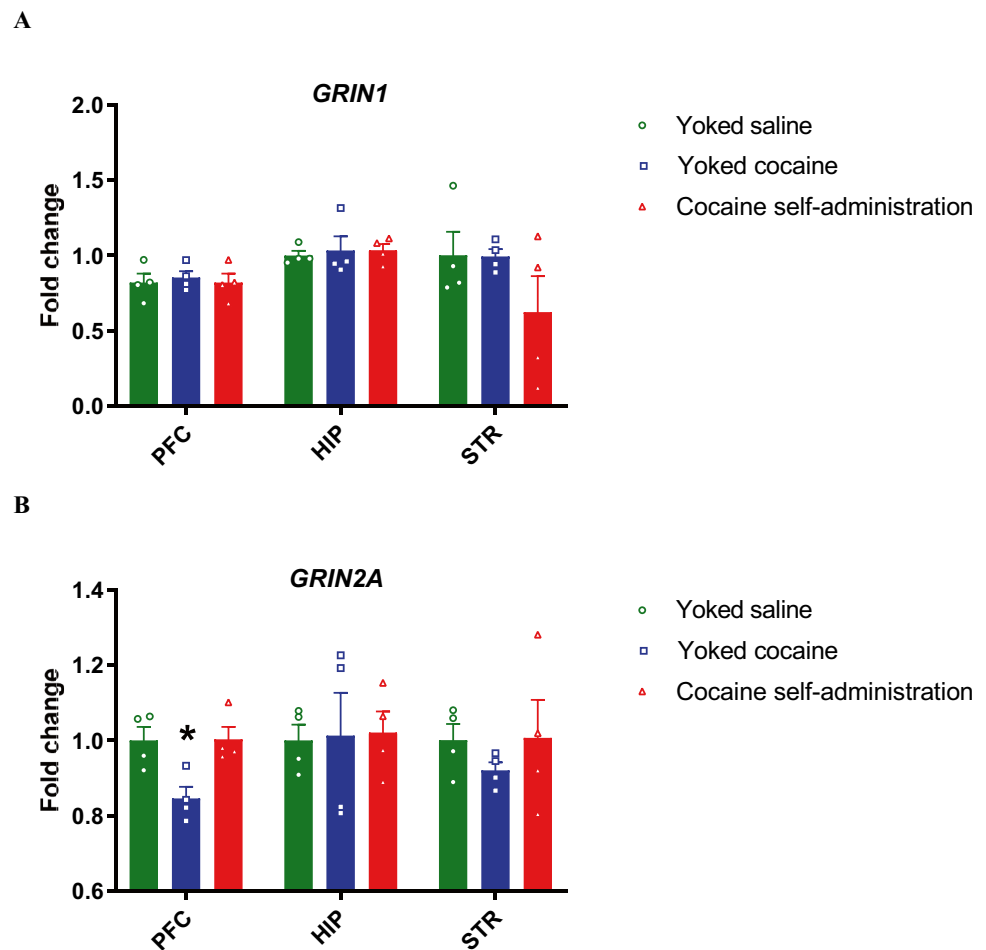 A
GRIN1
Fold change
2.0
1.5
1.0
0.5
0.0
PFC
HIP
STR
Yoked saline
Yoked cocaine
Cocaine self-administration
B
GRIN2A
Fold change
1.4
1.2
1.0
0.8
0.6
*
PFC
HIP
STR
Yoked saline
Yoked cocaine
Cocaine self-administration